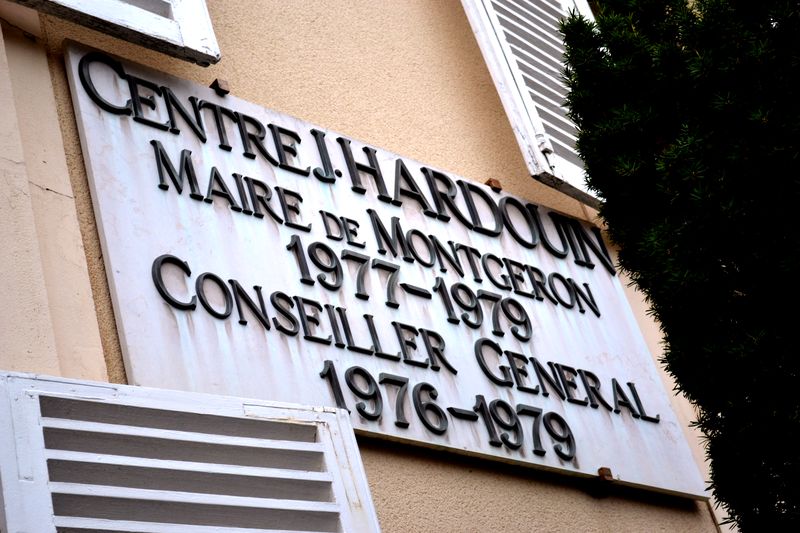 CENTRE J. HARDOUIN
MAIRE DE MONTGERON
1977-1979
CONSEILLER GENERAL
1976-1979